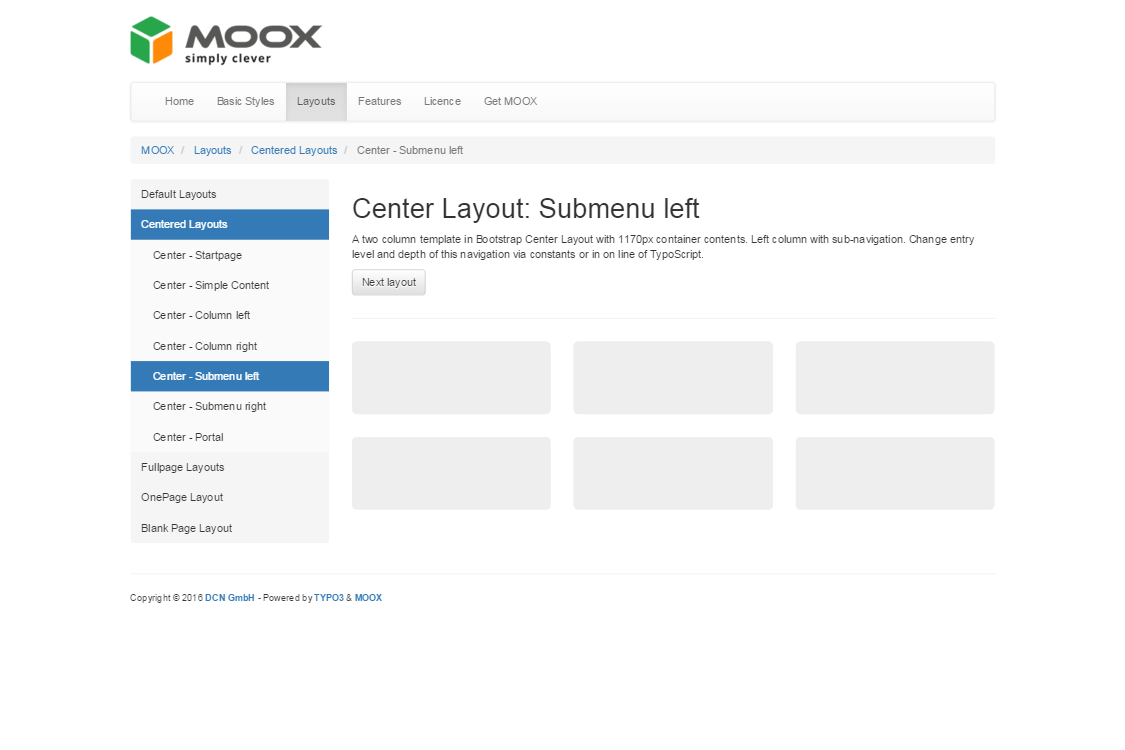 MOOX
simply clever
Home Basic Styles Layouts Features Licence Get MOOX
MOOX / Layouts / Centered Layouts / Center - Submenu left
Default Layouts
Centered Layouts
Center - Startpage
Center - Simple Content
Center - Column left
Center - Column right
Center - Submenu left
Center - Submenu right
Center - Portal
Fullpage Layouts
OnePage Layout
Blank Page Layout
Center Layout: Submenu left
A two column template in Bootstrap Center Layout with 1170px container contents. Left column with sub-navigation. Change entry
level and depth of this navigation via constants or in on line of TypoScript.
Next layout
Copyright © 2016 DCN GmbH - Powered by TYPO3 & MOOX